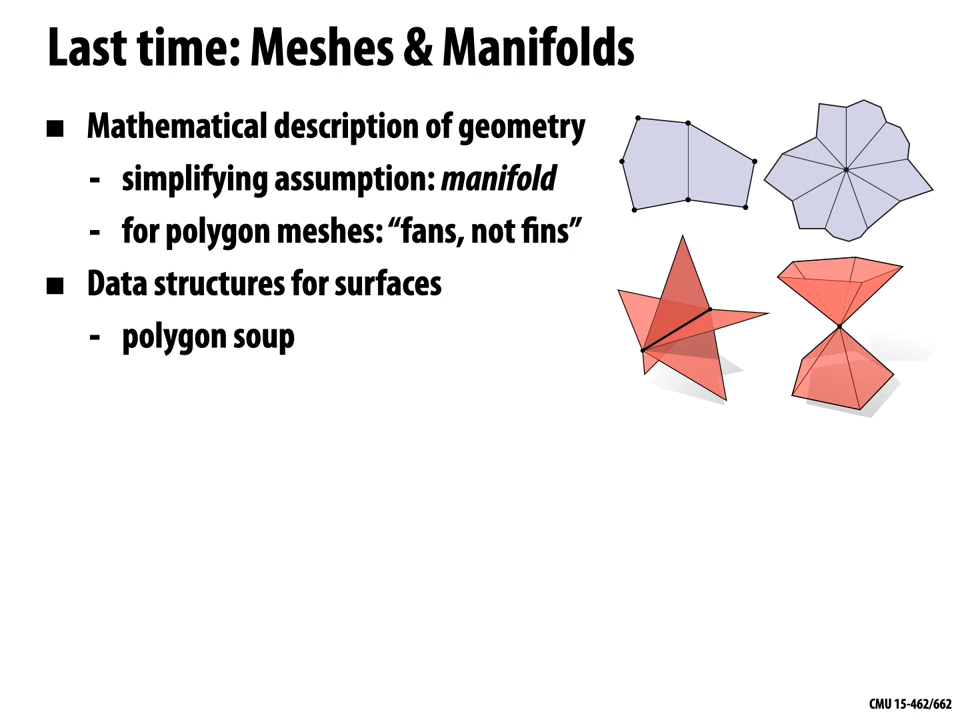 Last time: Meshes & Manifolds
■ Mathematical description of geometry
- simplifying assumption: manifold
- for polygon meshes: “fans, not fins”
■ Data structures for surfaces
- polygon soup
CMU 15-462/662